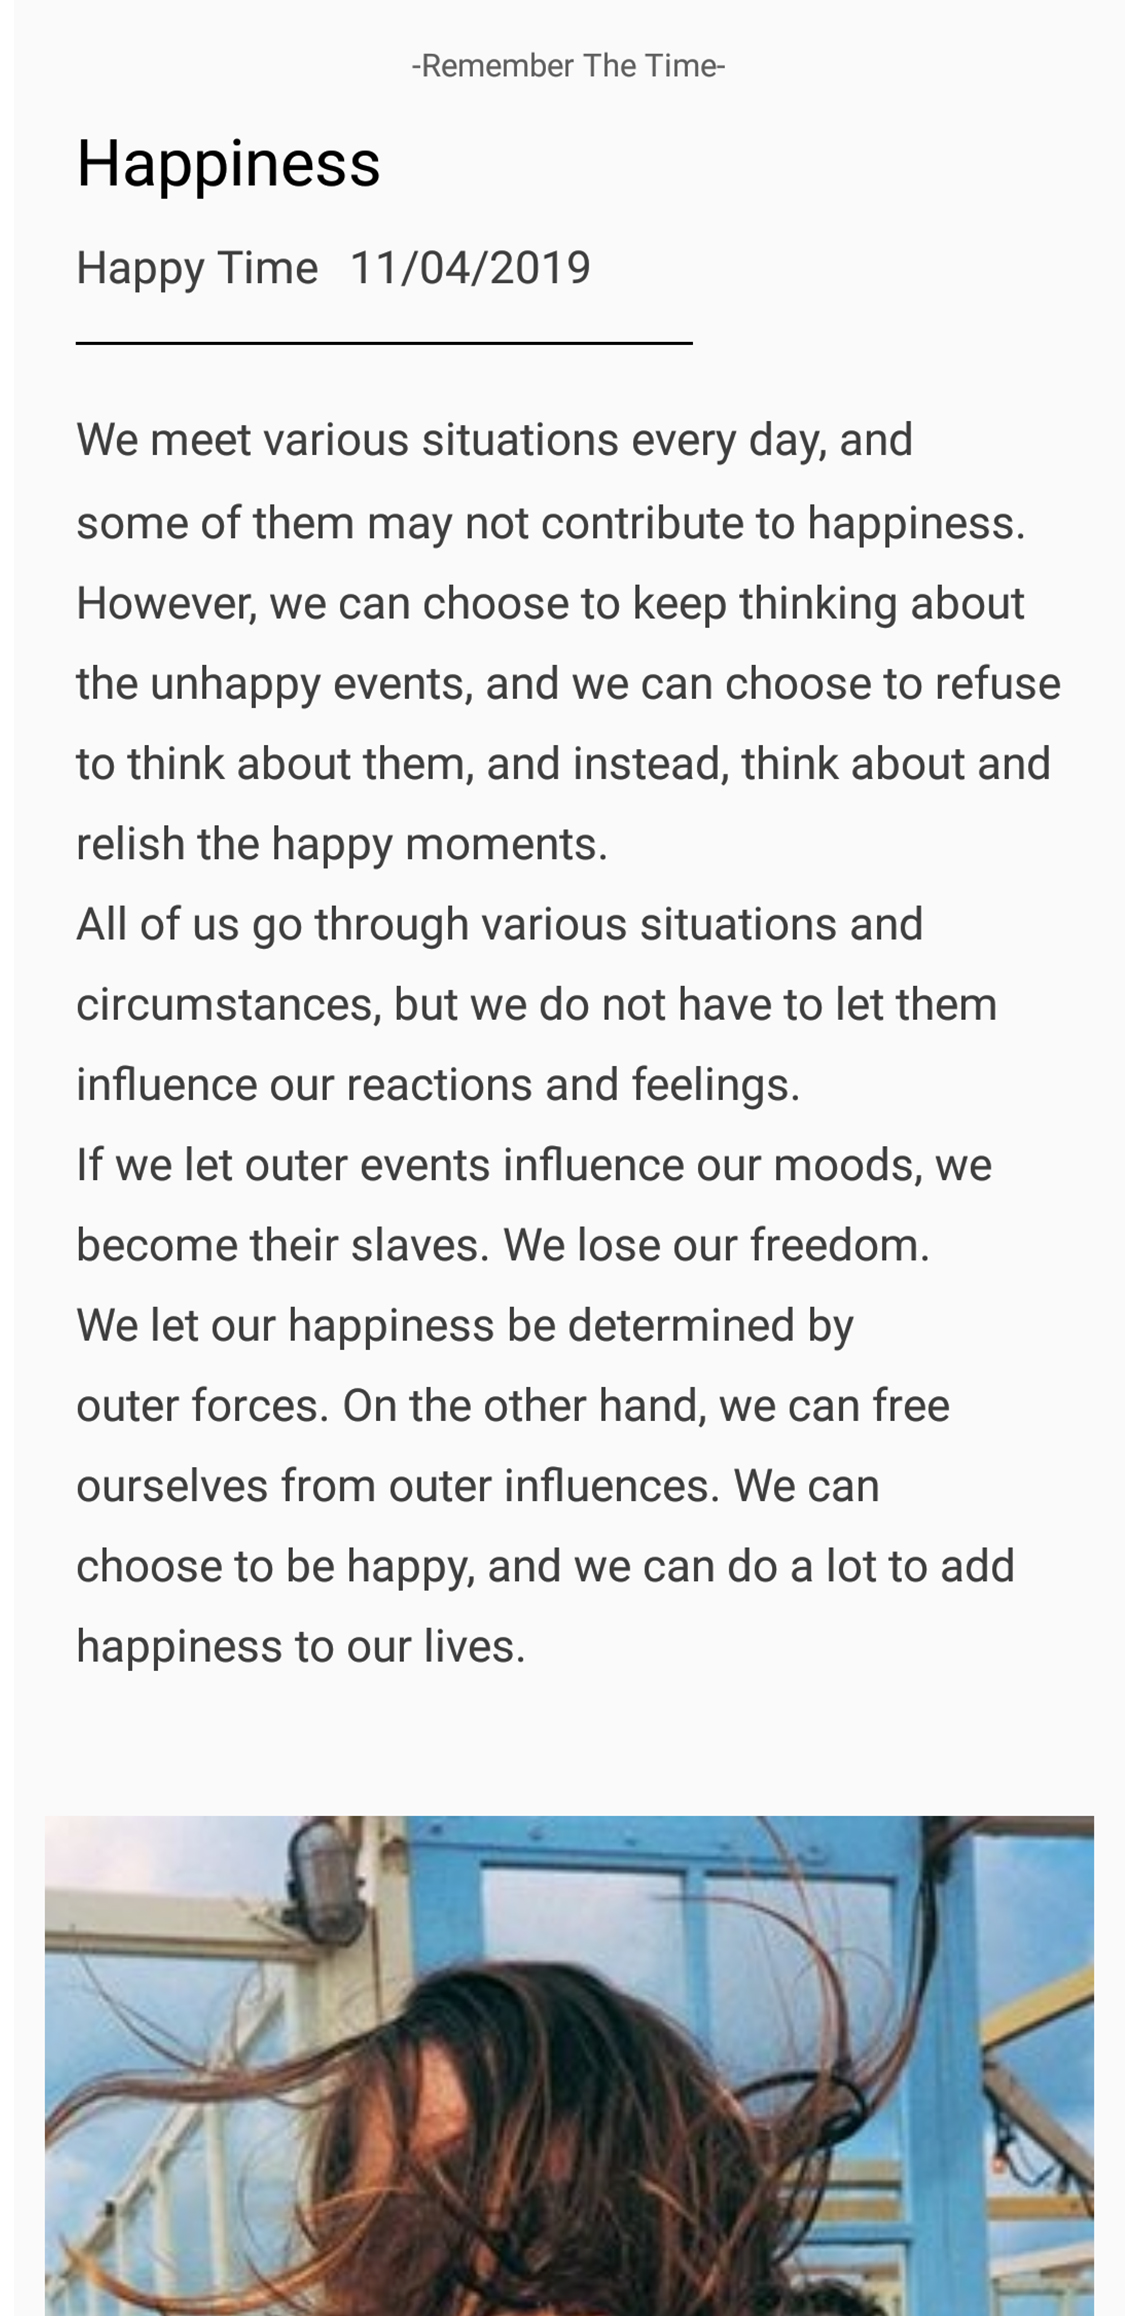 -Remember The Time-
Happiness
Happy Time 11/04/2019
We meet various situations every day, and
some of them may not contribute to happiness.
However, we can choose to keep thinking about
the unhappy events, and we can choose to refuse
to think about them, and instead, think about and
relish the happy moments.
All of us go through various situations and
circumstances, but we do not have to let them
influence our reactions and feelings.
If we let outer events influence our moods, we
become their slaves. We lose our freedom.
We let our happiness be determined by
outer forces. On the other hand, we can free
ourselves from outer influences. We can
choose to be happy, and we can do a lot to add
happiness to our lives.